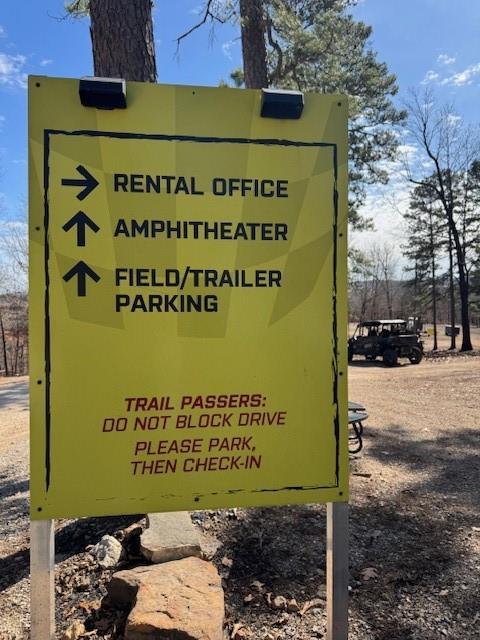 RENTAL OFFICE
AMPHITHEATER
FIELD/TRAILER
PARKING
TRAIL PASSERS:
DO NOT BLOCK DRIVE
PLEASE PARK,
THEN CHECK-IN